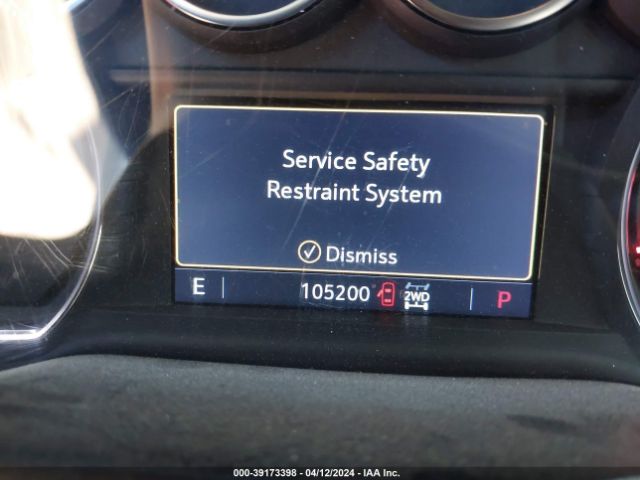 Service Safety
Restraint System
Dismiss
E 105200 2WD P
000-39173398 - 04/12/2024 - IAA Inc.